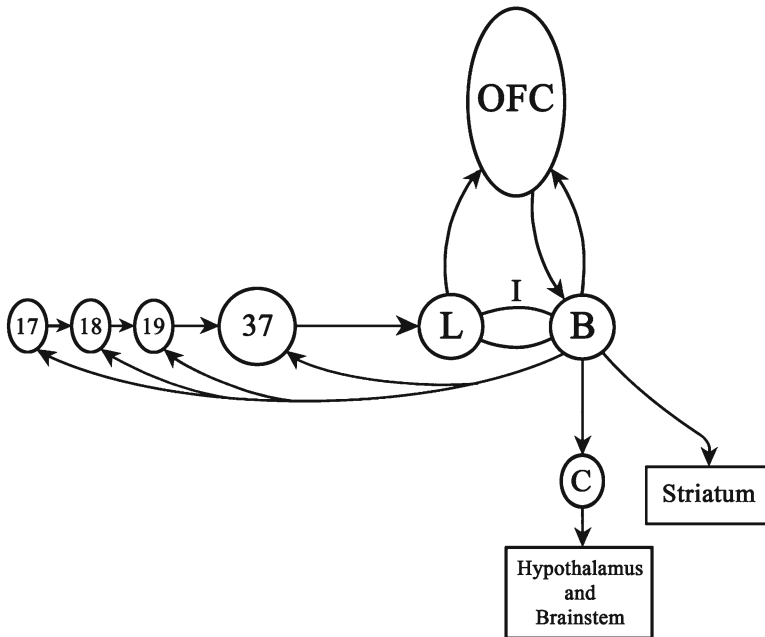 OFC
I
17
18
19
37
L
B
C
Striatum
Hypothalamus
and
Brainstem